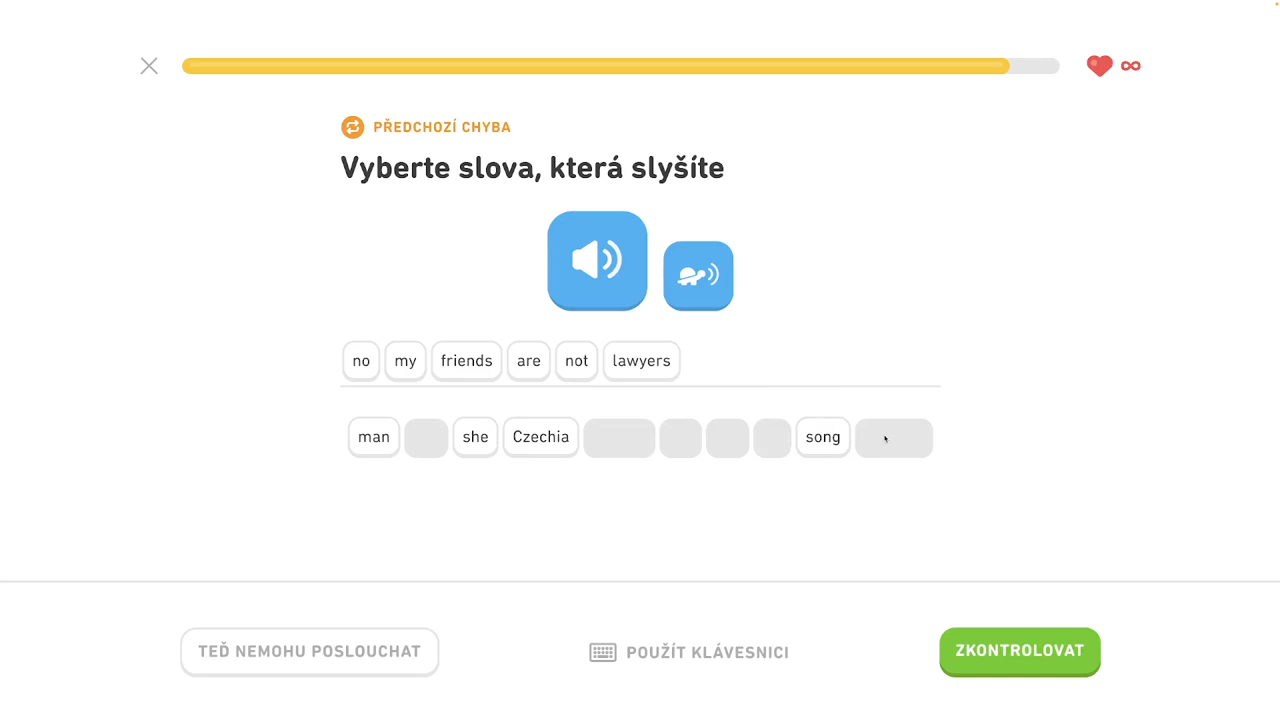 PŘEDCHOZÍ CHYBA
Vyberte slova, která slyšíte
no my friends are not lawyers
man she Czechia song
TEĎ NEMOHU POSLOUCHAT POUŽÍT KLÁVESNICI ZKONTROLOVAT